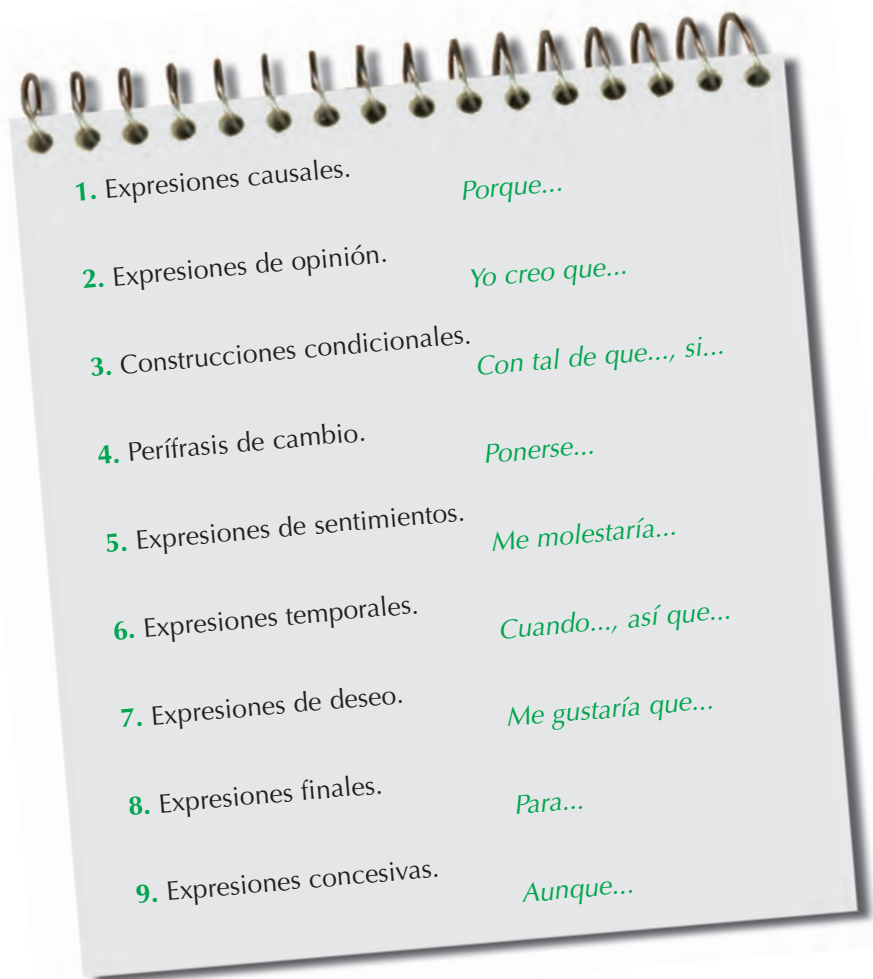 1. Expresiones causales. Porque...
2. Expresiones de opinión. Yo creo que...
3. Construcciones condicionales. Con tal de que..., si...
4. Perífrasis de cambio. Ponerse...
5. Expresiones de sentimientos. Me molestaría...
6. Expresiones temporales. Cuando..., así que...
7. Expresiones de deseo. Me gustaría que...
8. Expresiones finales. Para...
9. Expresiones concesivas. Aunque...